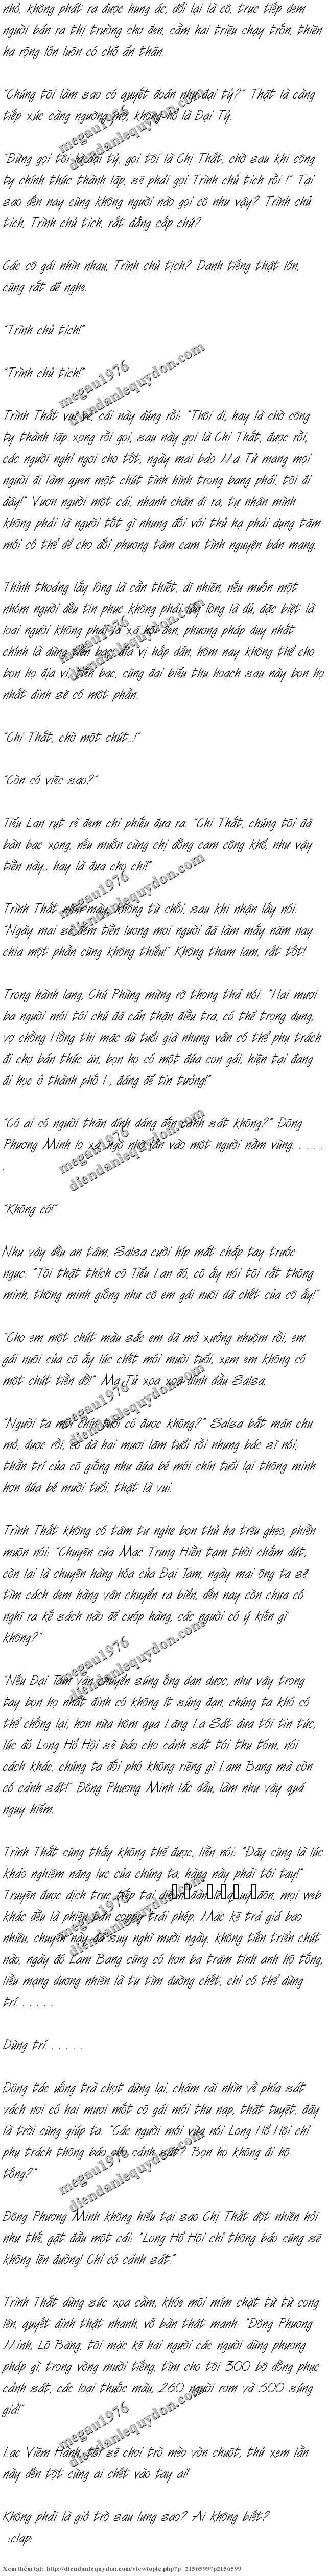 nhỏ, không phát ra được hung ác, đổi lại là cô, trực tiếp đem
người bán ra thị trường chợ đen, cầm hai triệu chạy trốn, thiên
hạ rộng lớn luôn có chỗ ẩn thân.
"Chúng tôi làm sao có quyết đoán như đại tỷ?" Thật là càng
tiếp xúc càng ngưỡng mộ, không hổ là Đại Tỷ.
"Đừng gọi tôi là đại tỷ, gọi tôi là Chị Thất, chờ sau khi công
ty chính thức thành lập, sẽ phải gọi Trình chủ tịch rồi !" Tại
sao đến nay cũng không người nào gọi cô như vậy? Trình chủ
tịch, Trình chủ tịch, rất đẳng cấp chứ?
Các cô gái nhìn nhau, Trình chủ tịch? Danh tiếng thật lớn,
cũng rất dễ nghe.
"Trình chủ tịch!"
"Trình chủ tịch!"
Trình Thất vui vẻ, cái này đúng rồi: "Thôi đi, hay là chờ công
ty thành lập xong rồi gọi, sau này gọi là Chị Thất, được rồi,
các người nghỉ ngơi cho tốt, ngày mai bảo Ma Tử mang mọi
người đi làm quen một chút tình hình trong bang phái, tôi đi
đây!" Vươn người một cái, nhanh chân đi ra, tự nhận mình
không phải là người tốt gì nhưng đối với thủ hạ phải dụng tâm
mới có thể để cho đối phương tâm cam tình nguyện bán mạng.
Thỉnh thoảng lấy lòng là cần thiết, dĩ nhiên, nếu muốn một
nhóm người đều tin phục không phải lấy lòng là đủ, đặc biệt là
loại người không phải là xã hội đen, phương pháp duy nhất
chính là dùng tiền bạc, địa vị hấp dẫn, hôm nay không thể cho
bọn họ địa vị, tiền bạc, cũng đại biểu thu hoạch sau này bọn họ
nhất định sẽ có một phần.
"Chị Thất, chờ một chút...!"
"Còn có việc sao?"
Tiểu Lan rụt rè đem chi phiếu đưa ra: "Chị Thất, chúng tôi đã
bàn bạc xong, nếu muốn cùng chị đồng cam cộng khổ, như vậy
tiền này... hay là đưa cho chị!"
Trình Thất nhíu mày, không từ chối, sau khi nhận lấy nói:
"Ngày mai sẽ đem tiền lương mọi người đã làm mấy năm nay
chia một phần cũng không thiếu!" Không tham lam, rất tốt!
Trong hành lang, Chú Phùng mừng rỡ thong thả nói: "Hai mươi
ba người mới tới chú đã cẩn thận điều tra, có thể trọng dụng,
vợ chồng Hồng thị mặc dù tuổi già nhưng vẫn có thể phụ trách
đi chợ bán thức ăn, bọn họ có một đứa con gái, hiện tại đang
đi học ở thành phố F, đáng để tin tưởng!"
"Có ai có người thân dính dáng đến cảnh sát không?" Đông
Phương Minh lo xa, ngộ nhỡ lẫn vào một người nằm vùng. . . . .
.
"Không có!"
Như vậy đều an tâm, Salsa cười híp mắt chắp tay trước
ngực: "Tôi thật thích cô Tiểu Lan đó, cô ấy nói tôi rất thông
minh, thông minh giống như cô em gái nuôi đã chết của cô ấy!"
"Cho em một chút màu sắc em đã mở xưởng nhuộm rồi, em
gái nuôi của cô ấy lúc chết mới mười tuổi, xem em không có
một chút tiền đồ!" Ma Tử xoa xoa đỉnh đầu Salsa.
"Người ta mới chín tuổi có được không?" Salsa bất mãn chu
mỏ, được rồi, cô đã hai mươi lăm tuổi rồi nhưng bác sĩ nói,
thần trí của cô giống như đứa bé mới chín tuổi lại thông minh
hơn đứa bé mười tuổi, thật là vui.
Trình Thất không có tâm tư nghe bọn thủ hạ trêu ghẹo, phiền
muộn nói: "Chuyện của Mạc Trung Hiền tạm thời chấm dứt,
còn lại là chuyện hàng hóa của Đại Tam, ngày mai ông ta sẽ
tìm cách đem hàng vận chuyển ra biển, đến nay còn chưa có
nghĩ ra kế sách nào để cướp hàng, các người có ý kiến gì
không?"
"Nếu Đại Tam vận chuyển súng ống đạn dược, như vậy trong
tay bọn họ nhất định có không ít súng đạn, chúng ta khó có
thể chống lại, hơn nữa hôm qua Lăng La Sát đưa tới tin tức,
lúc đó Long Hổ Hội sẽ báo cho cảnh sát tới thu tóm, nói
cách khác, chúng ta đối phó không riêng gì Lam Bang mà còn
có cảnh sát!" Đông Phương Minh lắc đầu, làm như vậy quá
nguy hiểm.
Trình Thất cũng thấy không thể được, liền nói: "Đây cũng là lúc
khảo nghiệm năng lực của chúng ta, hàng này phải tới tay!"
Truyện được dịch trực tiếp tại diễn đàn lê quý đôn, mọi web
khác đều là phiên bản coppy trái phép. Mặc kệ trả giá bao
nhiêu, chuyện này đã suy nghĩ mười ngày, không tiến triển chút
nào, ngày đó Lam Bang cũng có hơn ba trăm tinh anh hộ tống,
liều mạng đương nhiên là tự tìm đường chết, chỉ có thể dùng
trí. . . . . .
Dùng trí. . . . . .
Động tác uống trà chợt dừng lại, chậm rãi nhìn về phía sát
vách nơi có hai mươi mốt cô gái mới thu nạp, thật tuyệt, đây
là trời cũng giúp ta: "Các người mới vừa nói Long Hổ Hội chỉ
phụ trách thông báo cho cảnh sát? Bọn họ không đi hộ
tống?"
Đông Phương Minh không hiểu tại sao Chị Thất đột nhiên hỏi
như thế, gật đầu một cái: "Long Hổ Hội chỉ thông báo cũng sẽ
không lên đường! Chỉ có cảnh sát."
Trình Thất dùng sức xoa cằm, khóe môi mím chặt từ từ cong
lên, quyết định thật nhanh, vỗ bàn thật mạnh: "Đông Phương
Minh, Lộ Băng, tôi mặc kệ hai người các người dùng phương
pháp gì, trong vòng mười tiếng, tìm cho tôi 300 bộ đồng phục
cảnh sát, các loại thuốc màu, 260 người rơm và 300 súng
giả!"
Lạc Viêm Hành, tôi sẽ chơi trò mèo vờn chuột, thử xem lần
này đến tột cùng ai chết vào tay ai!
Không phải là giở trò sau lưng sao? Ai không biết?
:clap:
Xem thêm tại: http://diendanlequydon.com/viewtopic.php?p=2156599#p2156599